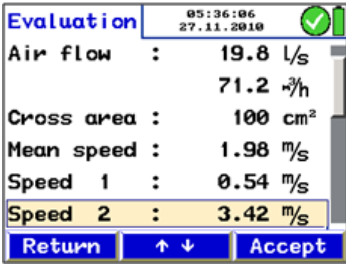 Evaluation 05:36:06
27.11.2010
Air flow : 19.8 l/s
71.2 m³/h
Cross area : 100 cm²
Mean speed : 1.98 m/s
Speed 1 : 0.54 m/s
Speed 2 : 3.42 m/s
Return ↑ ↓ Accept